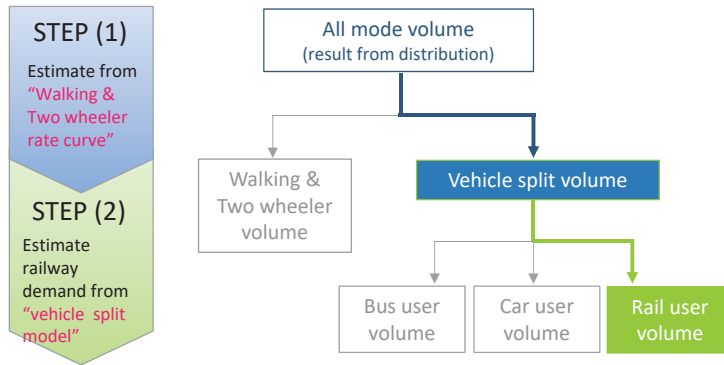 STEP (1)
Estimate from
“Walking &
Two wheeler
rate curve”
STEP (2)
Estimate
railway
demand from
“vehicle split
model”
All mode volume
(result from distribution)
Walking &
Two wheeler
volume
Vehicle split volume
Bus user
volume
Car user
volume
Rail user
volume